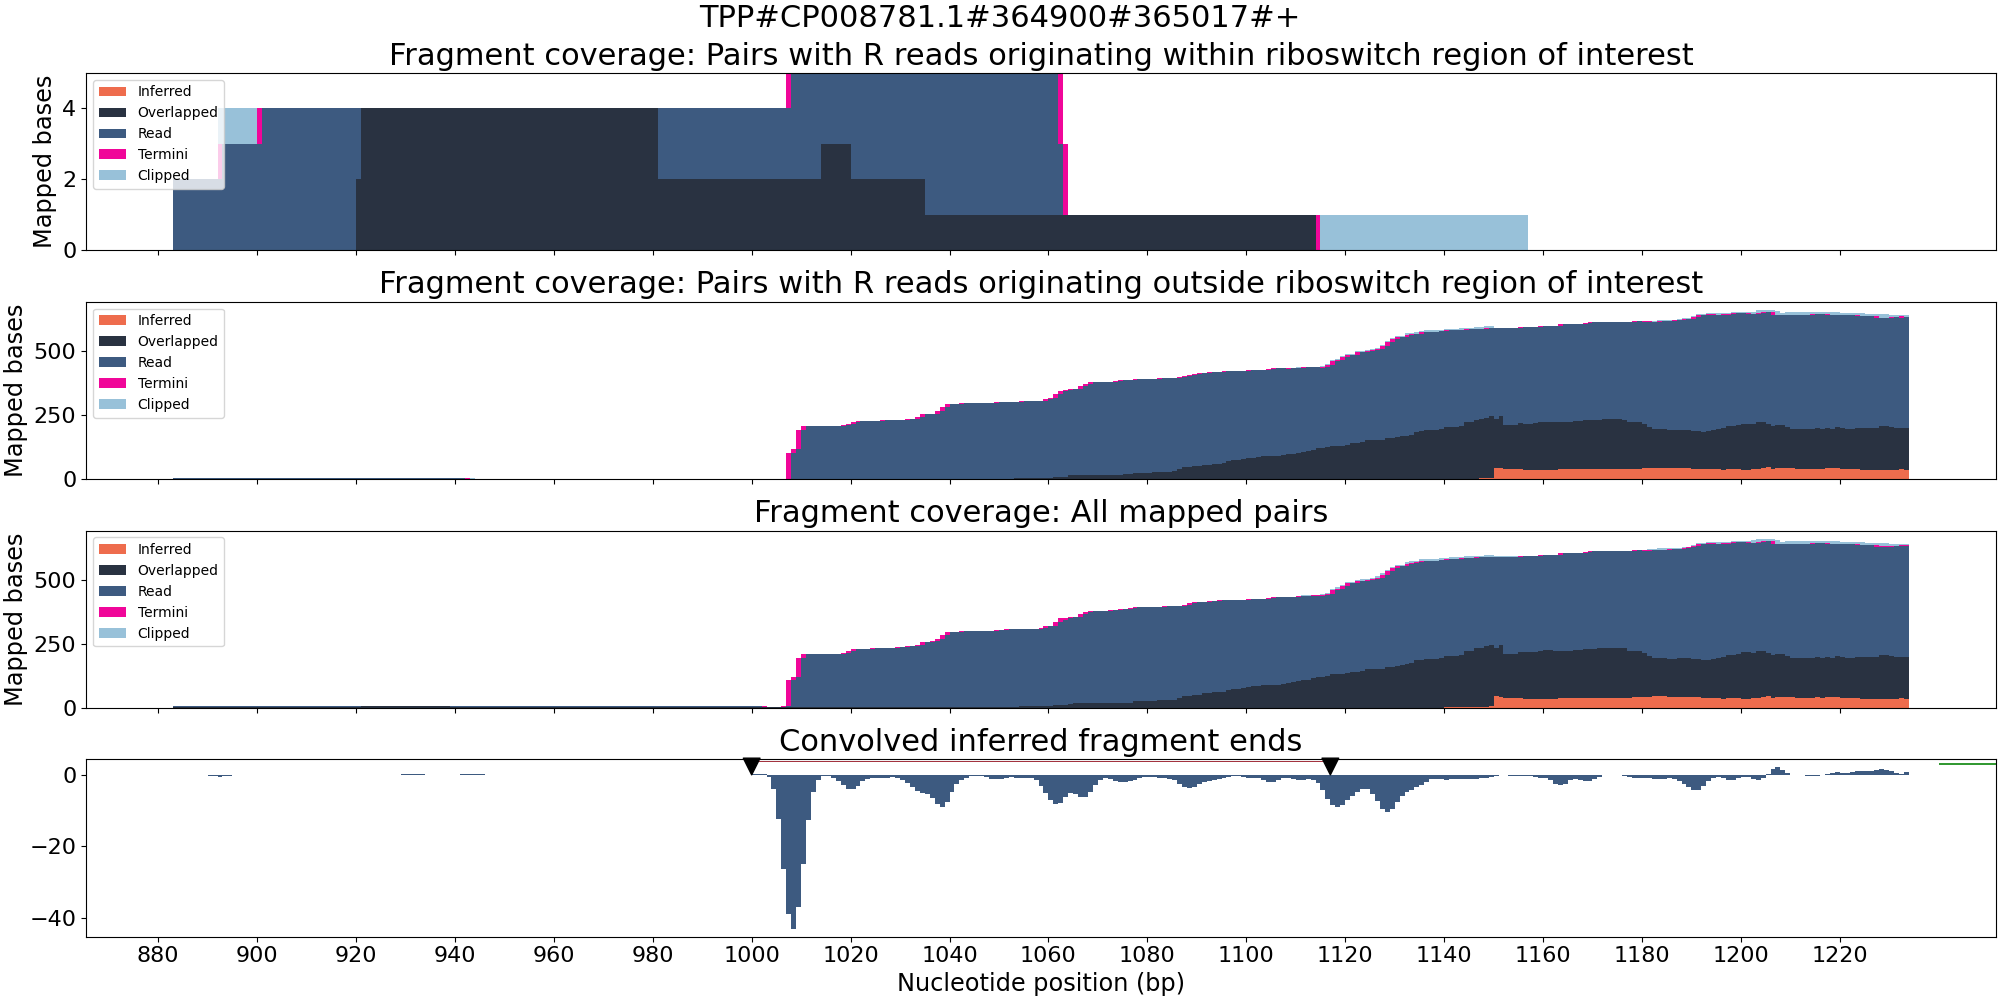 TPP#CP008781.1#364900#365017#+
Fragment coverage: Pairs with R reads originating within riboswitch region of interest
Mapped bases
4
2
0
Inferred
Overlapped
Read
Termini
Clipped
Fragment coverage: Pairs with R reads originating outside riboswitch region of interest
Mapped bases
500
250
0
Inferred
Overlapped
Read
Termini
Clipped
Fragment coverage: All mapped pairs
Mapped bases
500
250
0
Inferred
Overlapped
Read
Termini
Clipped
Convolved inferred fragment ends
0
−20
−40
880 900 920 940 960 980 1000 1020 1040 1060 1080 1100 1120 1140 1160 1180 1200 1220
Nucleotide position (bp)